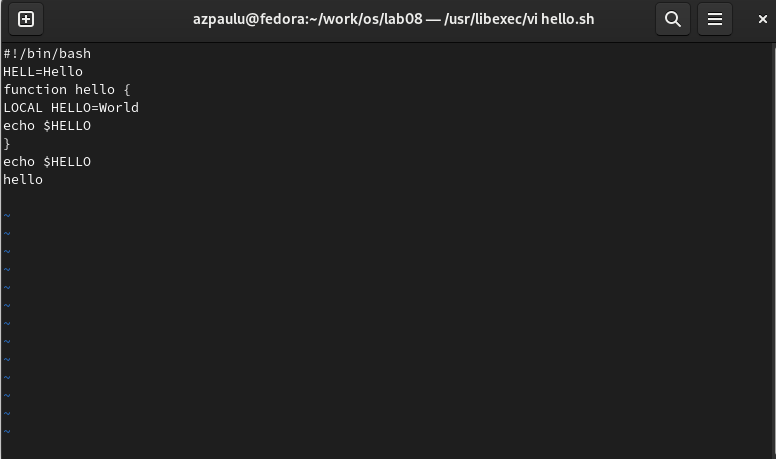 azpaulu@fedora:~/work/os/lab08 — /usr/libexec/vi hello.sh
#!/bin/bash
HELL=Hello
function hello {
LOCAL HELLO=World
echo $HELLO
}
echo $HELLO
hello
~
~
~
~
~
~
~
~
~
~
~
~
~